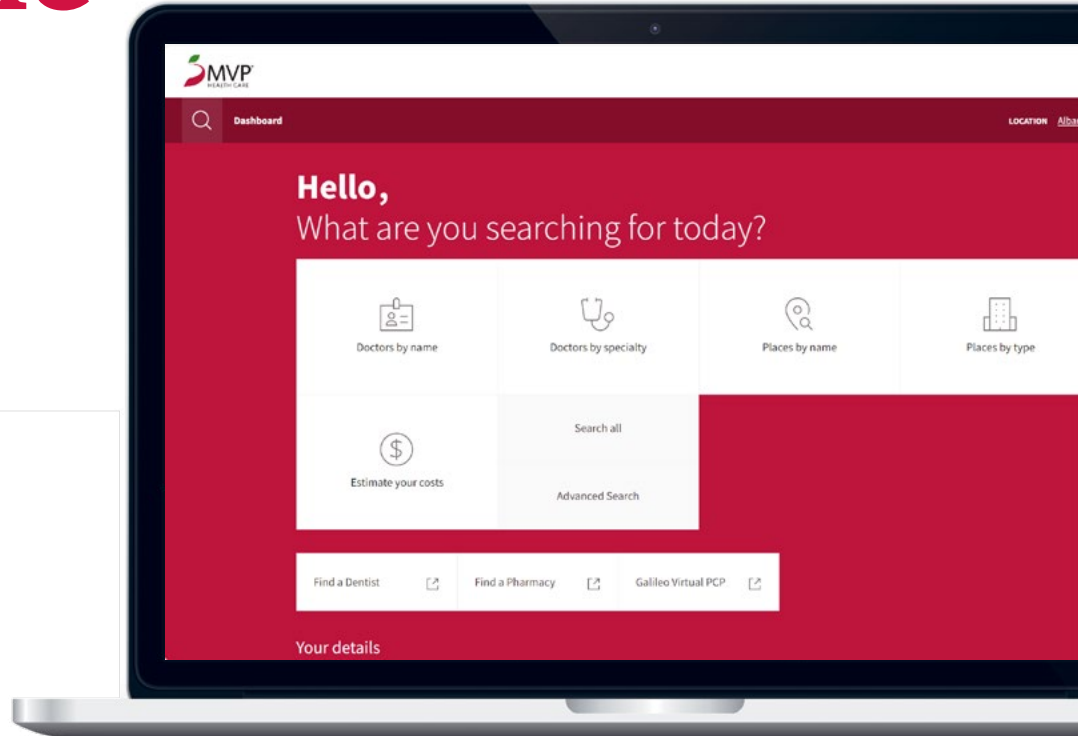 MVP
HEALTH CARE
Dashboard
LOCATION
Hello,
What are you searching for today?
Doctors by name
Doctors by specialty
Places by name
Places by type
Estimate your costs
Search all
Advanced Search
Find a Dentist
Find a Pharmacy
Galileo Virtual PCP
Your details